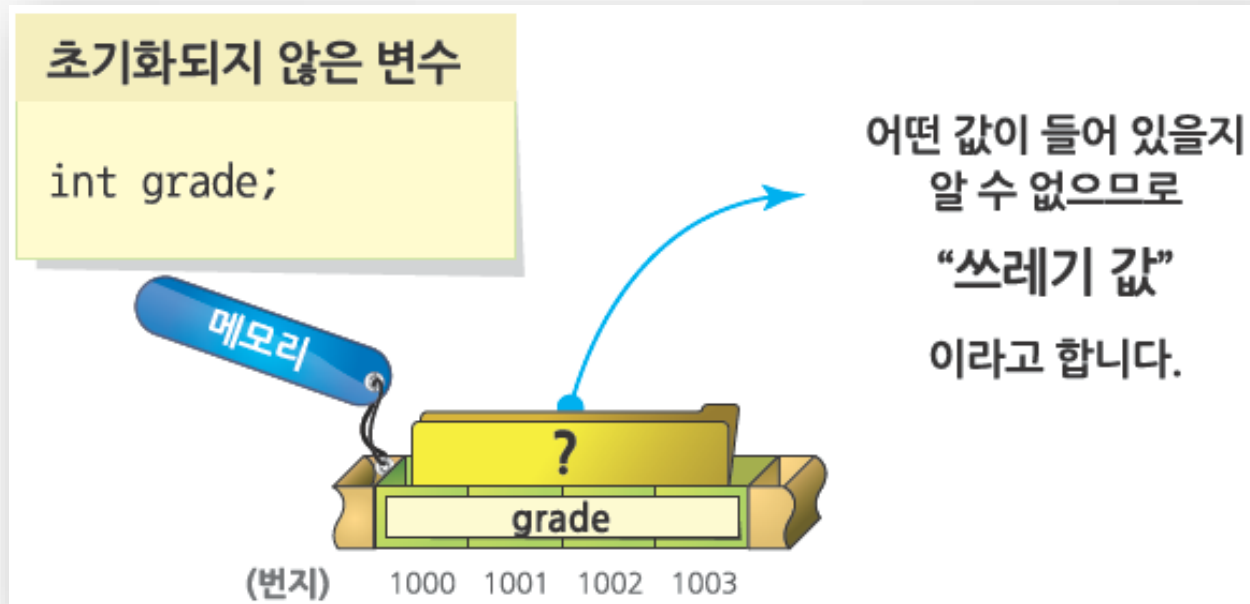 초기화되지 않은 변수
int grade;
어떤 값이 들어 있을지
알 수 없으므로
“쓰레기 값”
이라고 합니다.
메모리
?
grade
(번지) 1000 1001 1002 1003